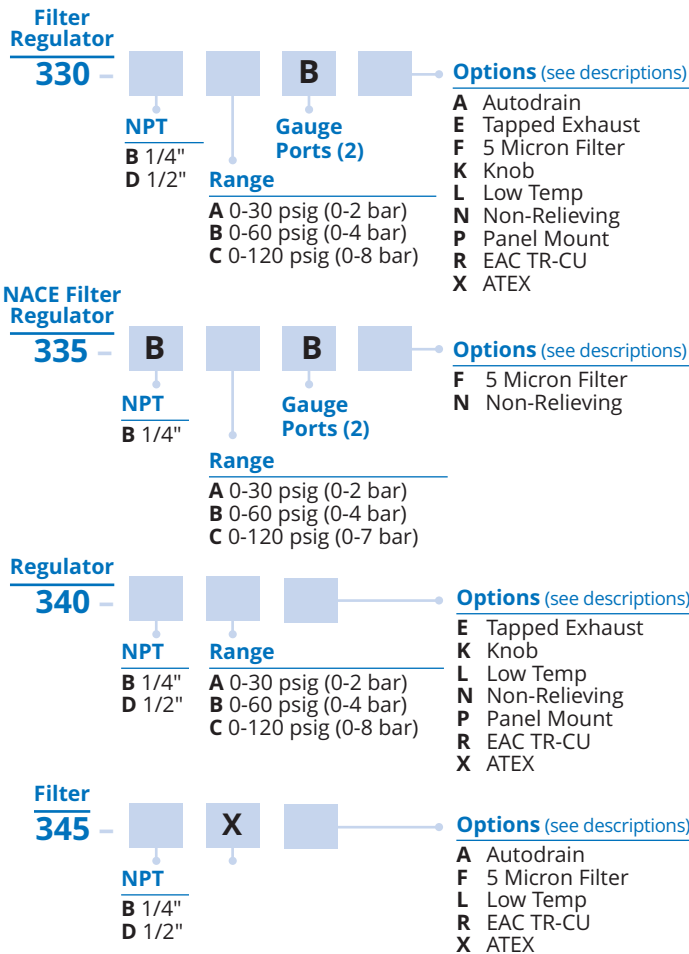 Filter
Regulator
330 –
B
Options (see descriptions)
NPT
B 1/4"
D 1/2"
Gauge
Ports (2)
Range
A 0-30 psig (0-2 bar)
B 0-60 psig (0-4 bar)
C 0-120 psig (0-8 bar)
A Autodrain
E Tapped Exhaust
F 5 Micron Filter
K Knob
L Low Temp
N Non-Relieving
P Panel Mount
R EAC TR-CU
X ATEX
NACE Filter
Regulator
335 – B B
Options (see descriptions)
NPT
B 1/4"
Gauge
Ports (2)
Range
A 0-30 psig (0-2 bar)
B 0-60 psig (0-4 bar)
C 0-120 psig (0-7 bar)
F 5 Micron Filter
N Non-Relieving
Regulator
340 –
Options (see descriptions)
NPT
B 1/4"
D 1/2"
Range
A 0-30 psig (0-2 bar)
B 0-60 psig (0-4 bar)
C 0-120 psig (0-8 bar)
E Tapped Exhaust
K Knob
L Low Temp
N Non-Relieving
P Panel Mount
R EAC TR-CU
X ATEX
Filter
345 – X
Options (see descriptions)
NPT
B 1/4"
D 1/2"
A Autodrain
F 5 Micron Filter
L Low Temp
R EAC TR-CU
X ATEX